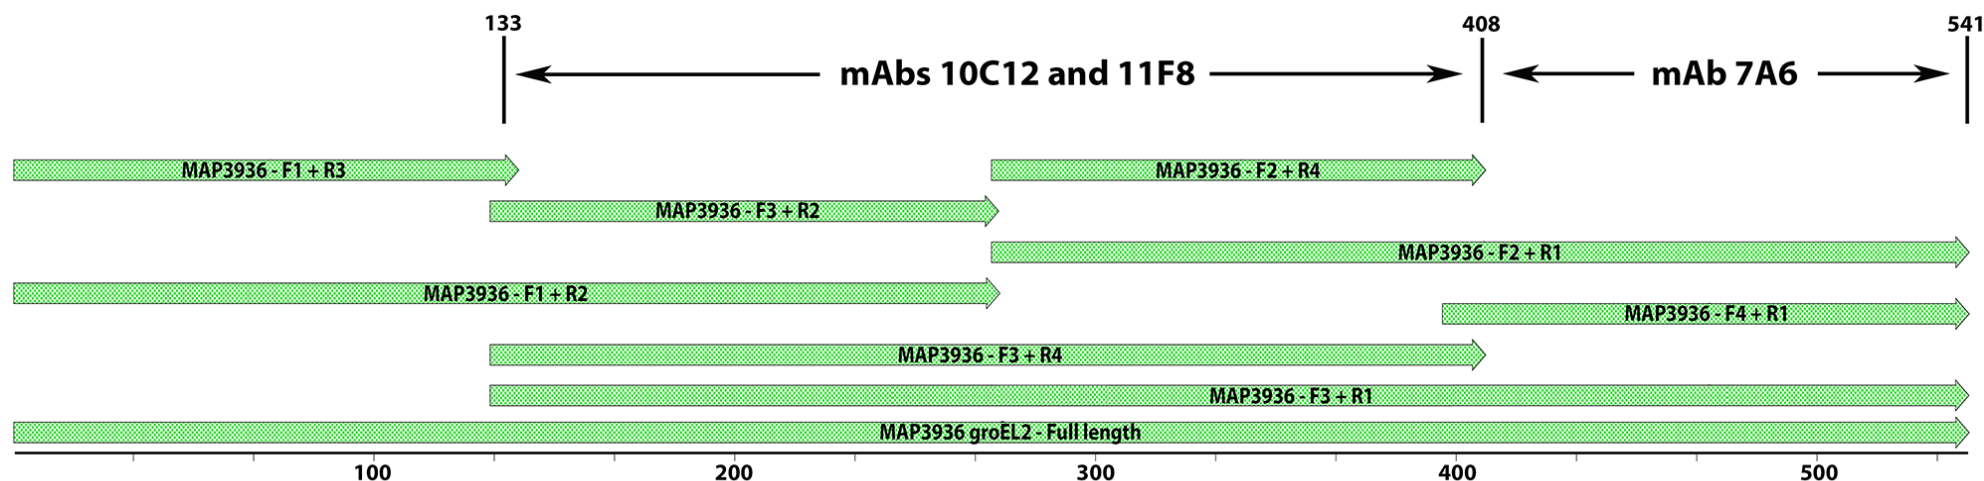 133 408 541
mAbs 10C12 and 11F8 mAb 7A6
MAP3936 - F1 + R3 MAP3936 - F2 + R4
MAP3936 - F3 + R2
MAP3936 - F2 + R1
MAP3936 - F1 + R2
MAP3936 - F4 + R1
MAP3936 - F3 + R4
MAP3936 - F3 + R1
MAP3936 groEL2 - Full length
100 200 300 400 500